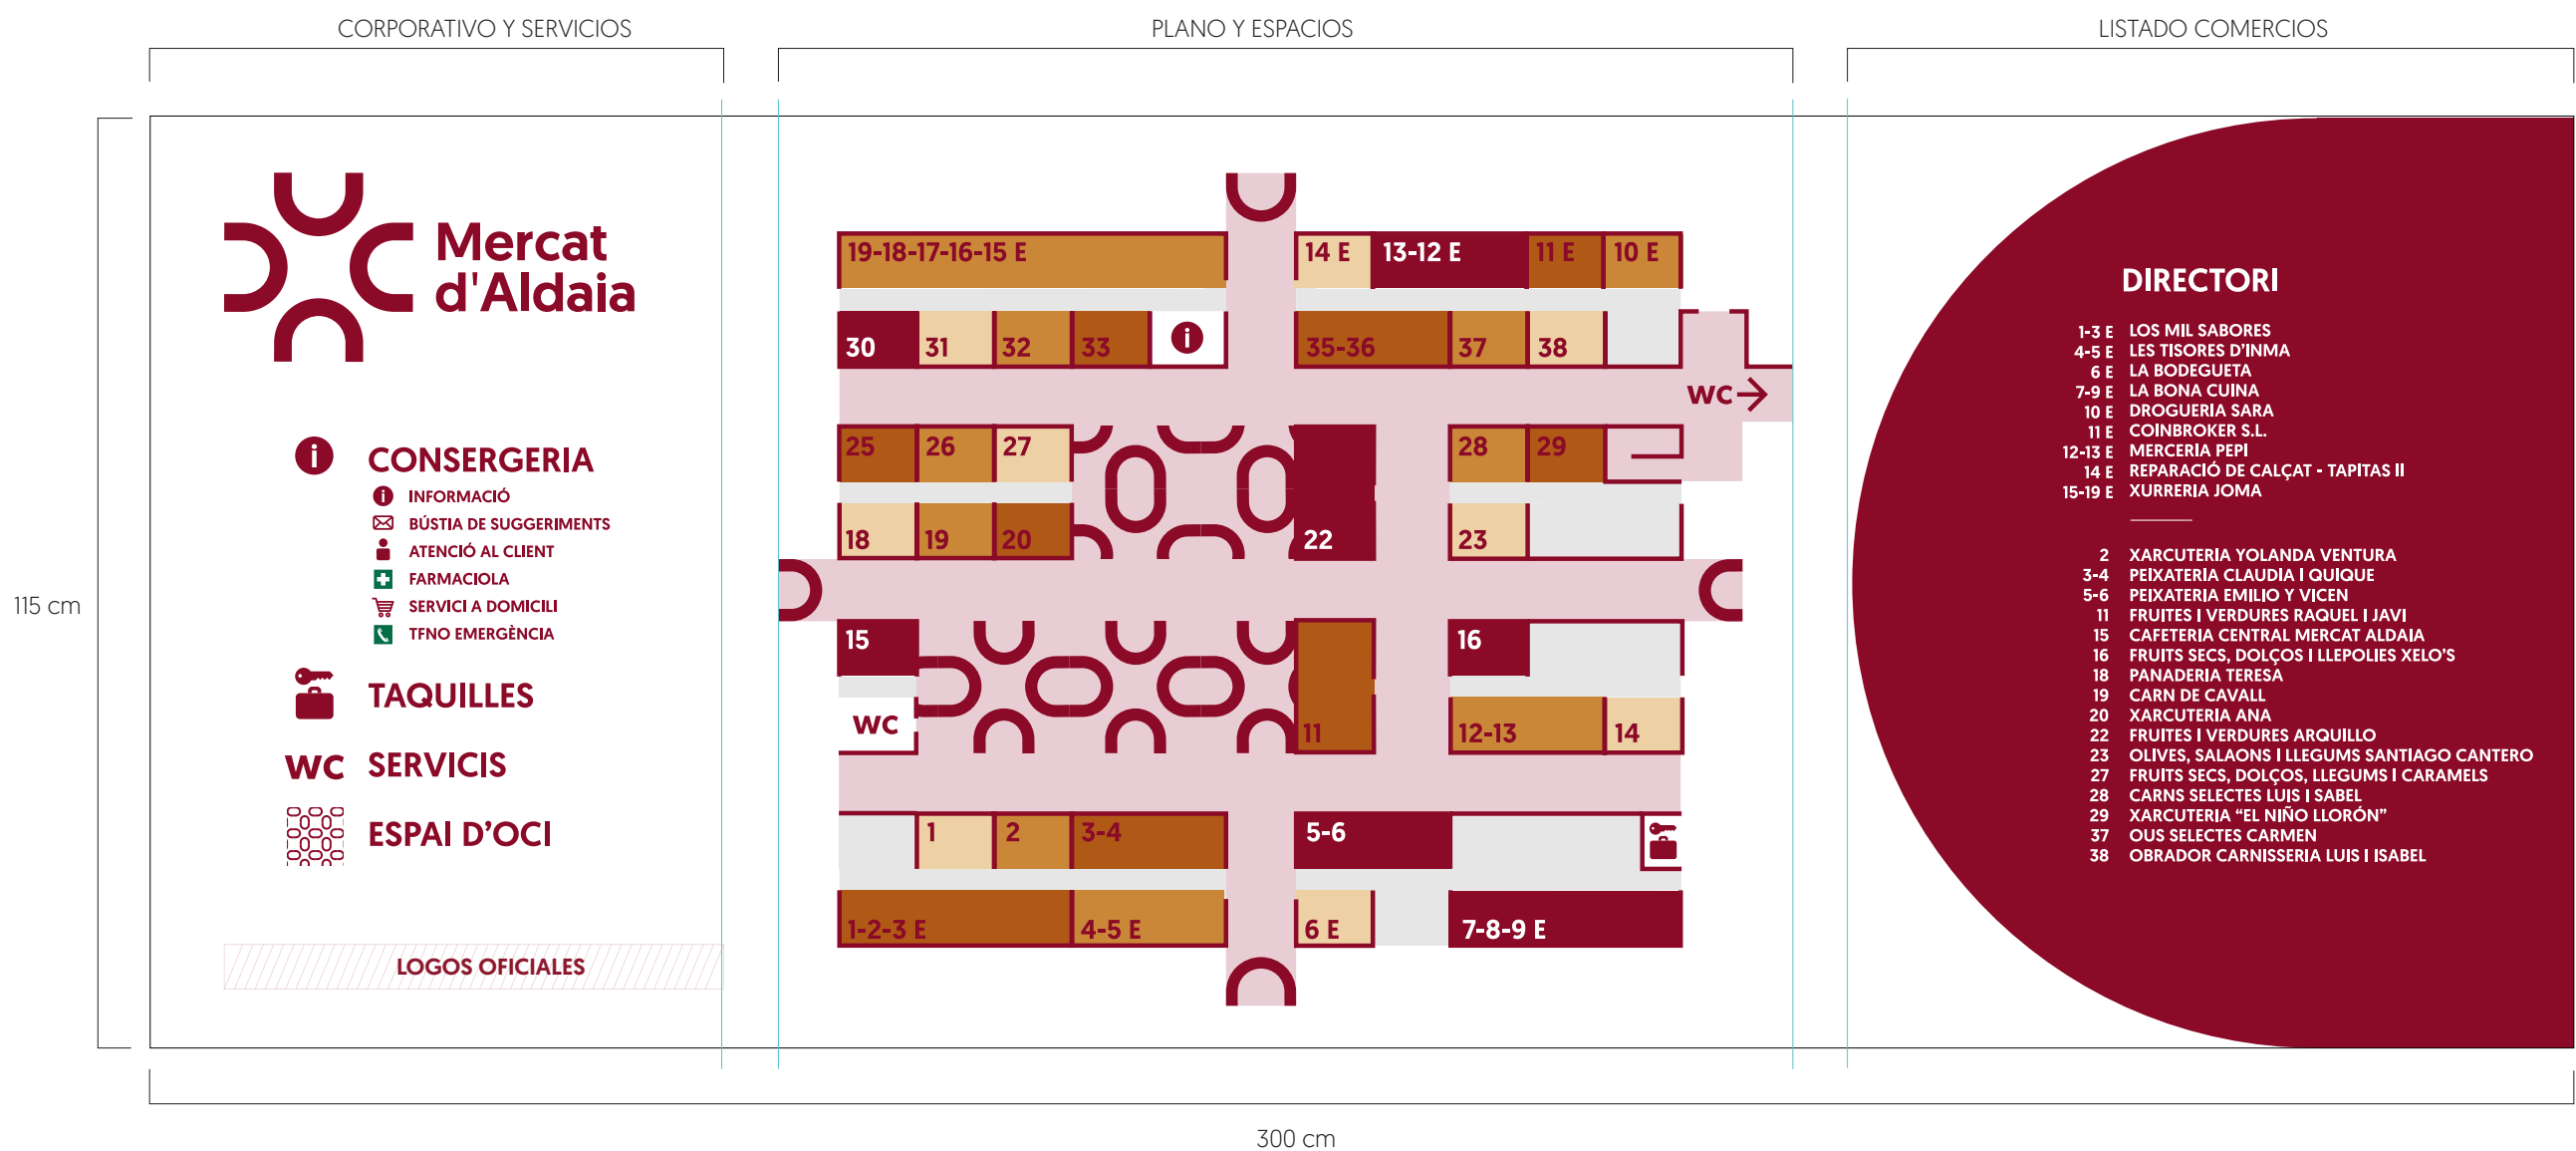 CORPORATIVO Y SERVICIOS
PLANO Y ESPACIOS
LISTADO COMERCIOS
115 cm
300 cm
Mercat
d'Aldaia
i CONSERGERIA
i INFORMACIÓ
BÚSTIA DE SUGGERIMENTS
ATENCIÓ AL CLIENT
FARMACIOLA
SERVICI A DOMICILI
TFNO EMERGÈNCIA
TAQUILLES
WC SERVICIS
ESPAI D'OCI
LOGOS OFICIALES
19-18-17-16-15 E
14 E
13-12 E
11 E
10 E
30
31
32
33
i
35-36
37
38
WC
25
26
27
28
29
18
19
20
22
23
15
16
WC
11
12-13
14
1
2
3-4
5-6
1-2-3 E
4-5 E
6 E
7-8-9 E
DIRECTORI
1-3 E LOS MIL SABORES
4-5 E LES TISORES D'INMA
6 E LA BODEGUETA
7-9 E LA BONA CUINA
10 E DROGUERIA SARA
11 E COINBROKER S.L.
12-13 E MERCERIA PEPI
14 E REPARACIÓ DE CALÇAT - TAPITAS II
15-19 E XURRERIA JOMA
2 XARCUTERIA YOLANDA VENTURA
3-4 PEIXATERIA CLAUDIA I QUIQUE
5-6 PEIXATERIA EMILIO Y VICEN
11 FRUITES I VERDURES RAQUEL I JAVI
15 CAFETERIA CENTRAL MERCAT ALDAIA
16 FRUITS SECS, DOLÇOS I LLEPOLIES XELO'S
18 PANADERIA TERESA
19 CARN DE CAVALL
20 XARCUTERIA ANA
22 FRUITES I VERDURES ARQUILLO
23 OLIVES, SALAONS I LLEGUMS SANTIAGO CANTERO
27 FRUITS SECS, DOLÇOS, LLEGUMS I CARAMELS
28 CARNS SELECTES LUIS I SABEL
29 XARCUTERIA "EL NIÑO LLORÓN"
37 OUS SELECTES CARMEN
38 OBRADOR CARNISSERIA LUIS I ISABEL